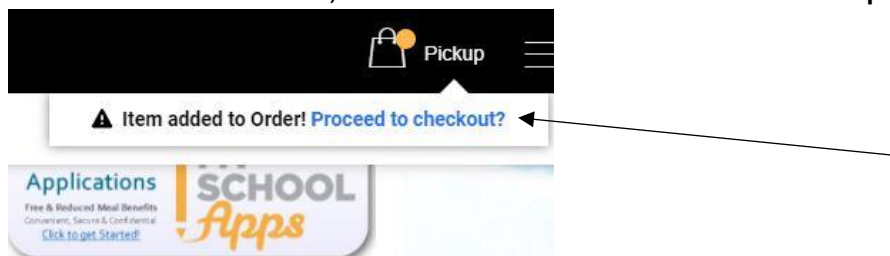 Pickup
Item added to Order! Proceed to checkout?
Applications
Free & Reduced Meal Benefits
Convenient, Secure & Confidential
Click to get Started!
SCHOOL
Apps